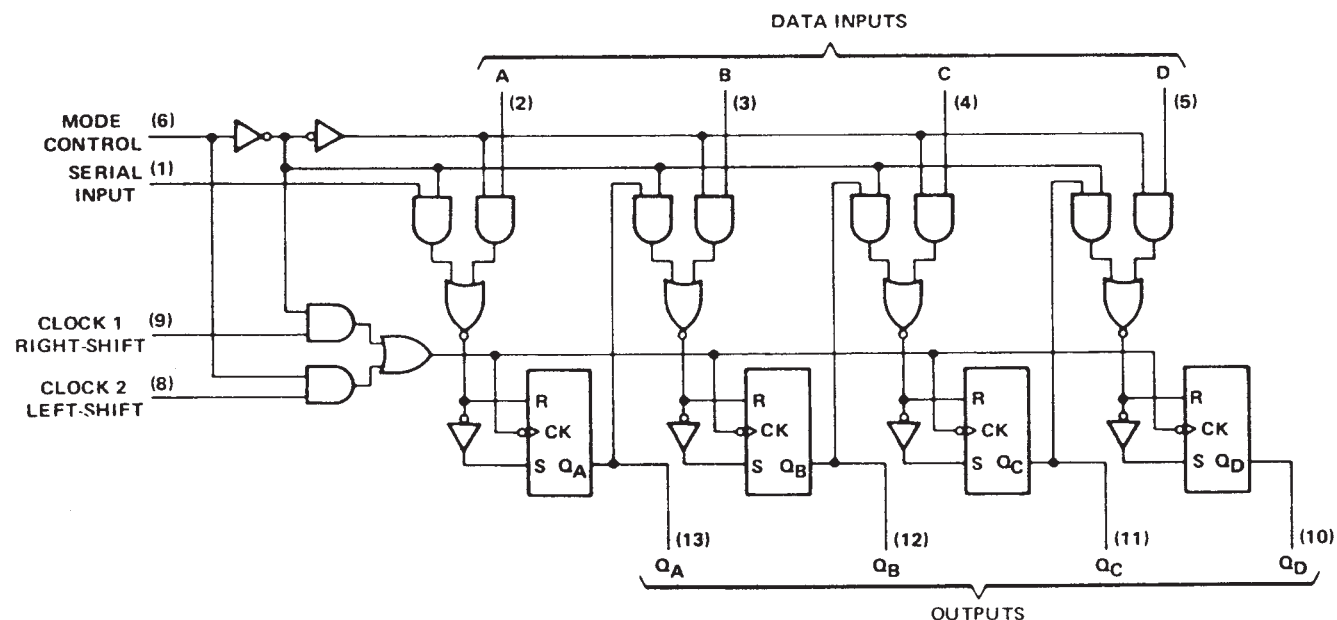 DATA INPUTS
A B C D
(2) (3) (4) (5)
MODE CONTROL (6)
SERIAL INPUT (1)
CLOCK 1 RIGHT-SHIFT (9)
CLOCK 2 LEFT-SHIFT (8)
R R R R
CK CK CK CK
S QA S QB S QC S QD
(13) (12) (11) (10)
QA QB QC QD
OUTPUTS